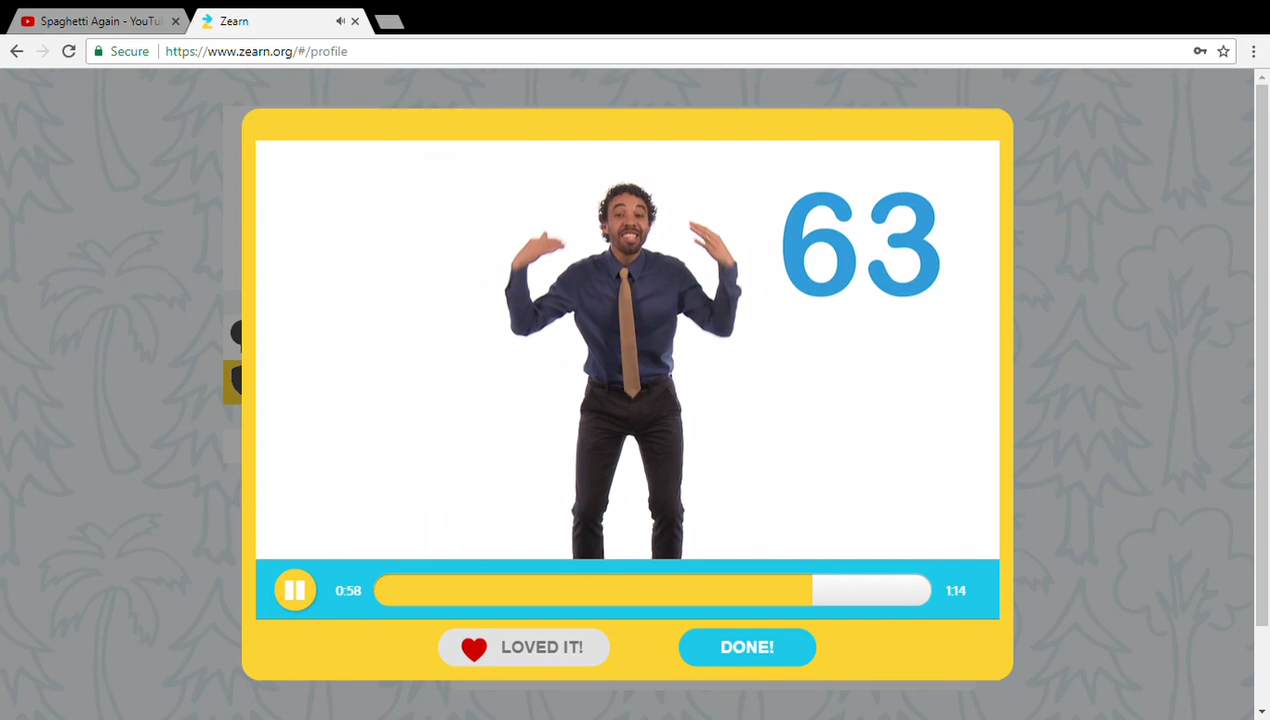 Spaghetti Again - YouTu
Zearn
Secure
https://www.zearn.org/#/profile
63
0:58
1:14
LOVED IT!
DONE!